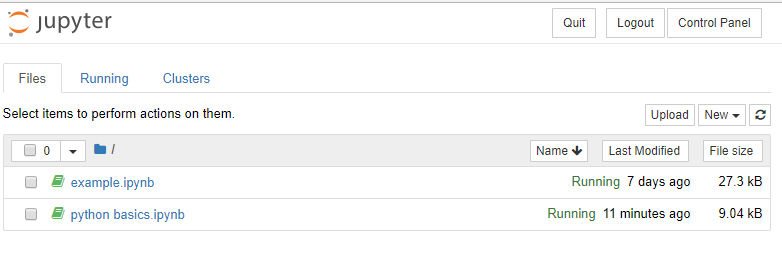 jupyter Quit Logout Control Panel
Files Running Clusters
Select items to perform actions on them. Upload New
0 / Name Last Modified File size
example.ipynb Running 7 days ago 27.3 kB
python basics.ipynb Running 11 minutes ago 9.04 kB